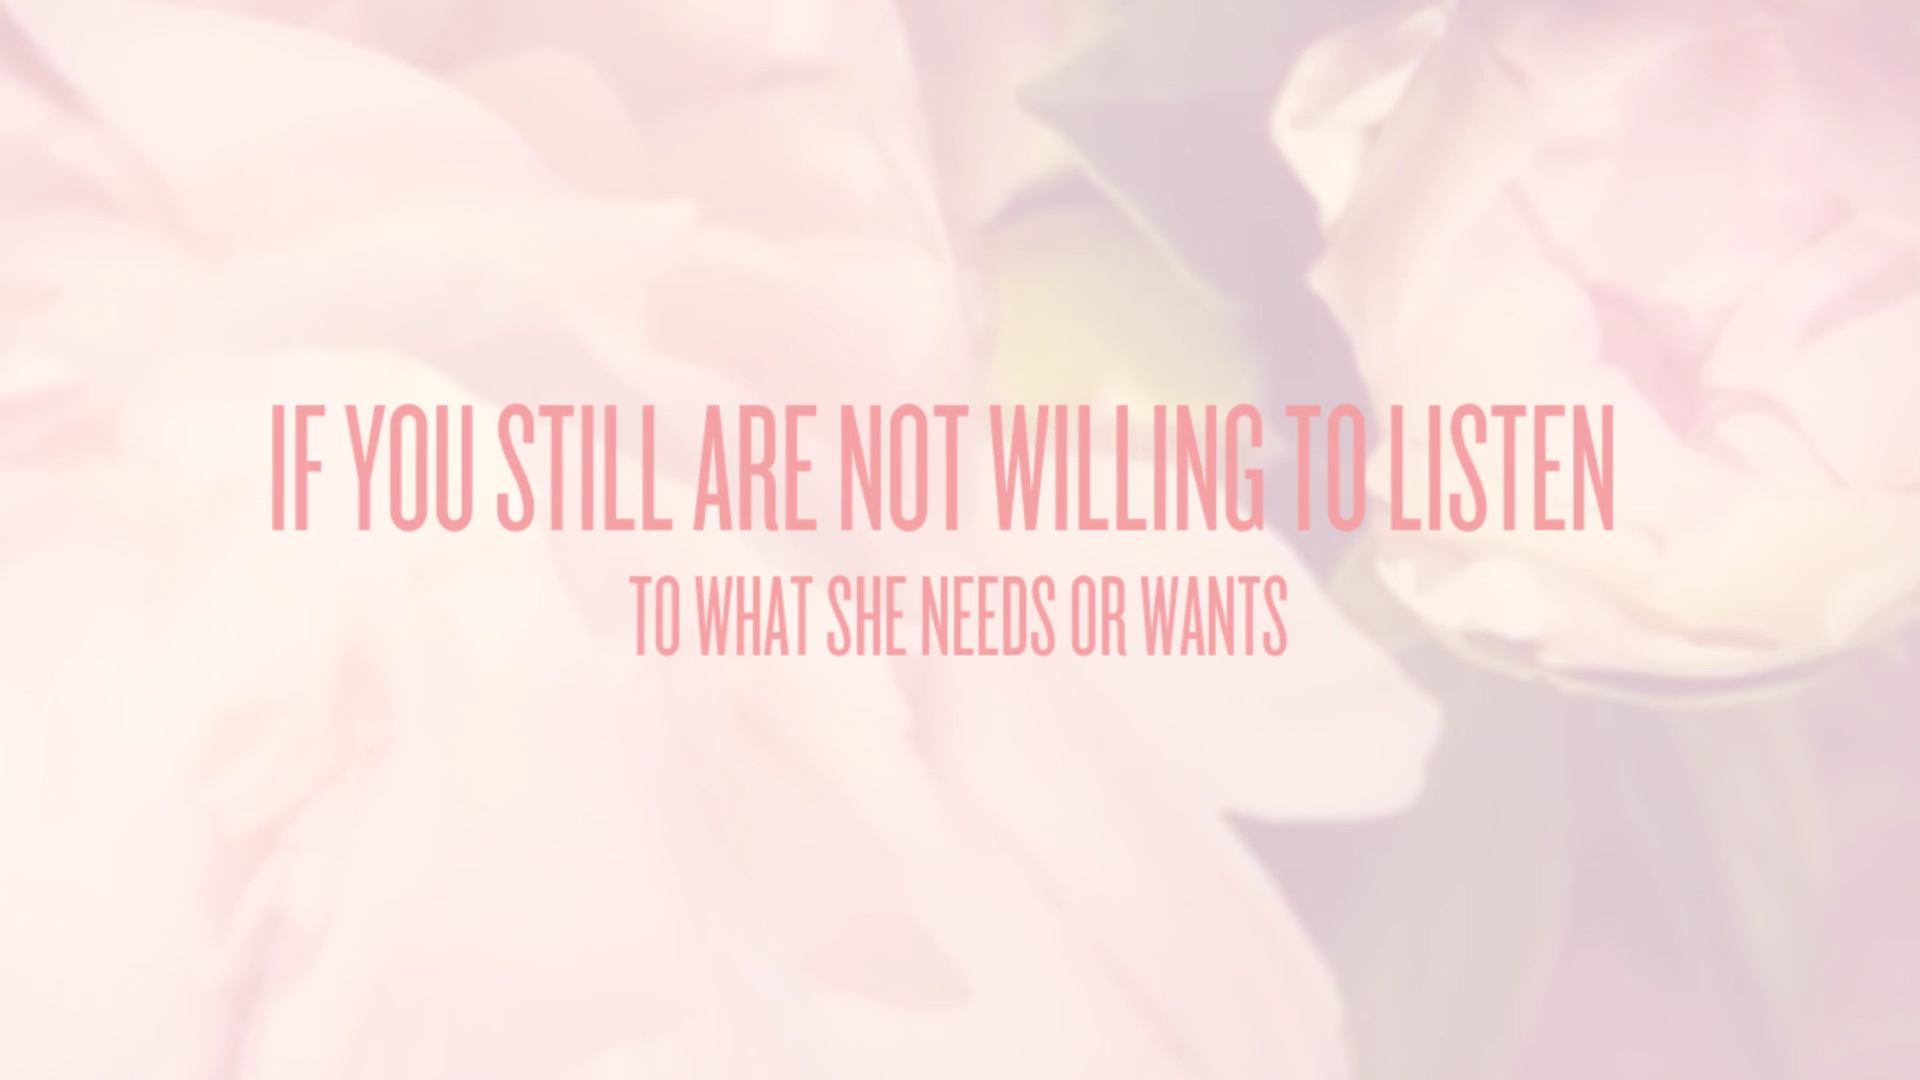 IF YOU STILL ARE NOT WILLING TO LISTEN
TO WHAT SHE NEEDS OR WANTS